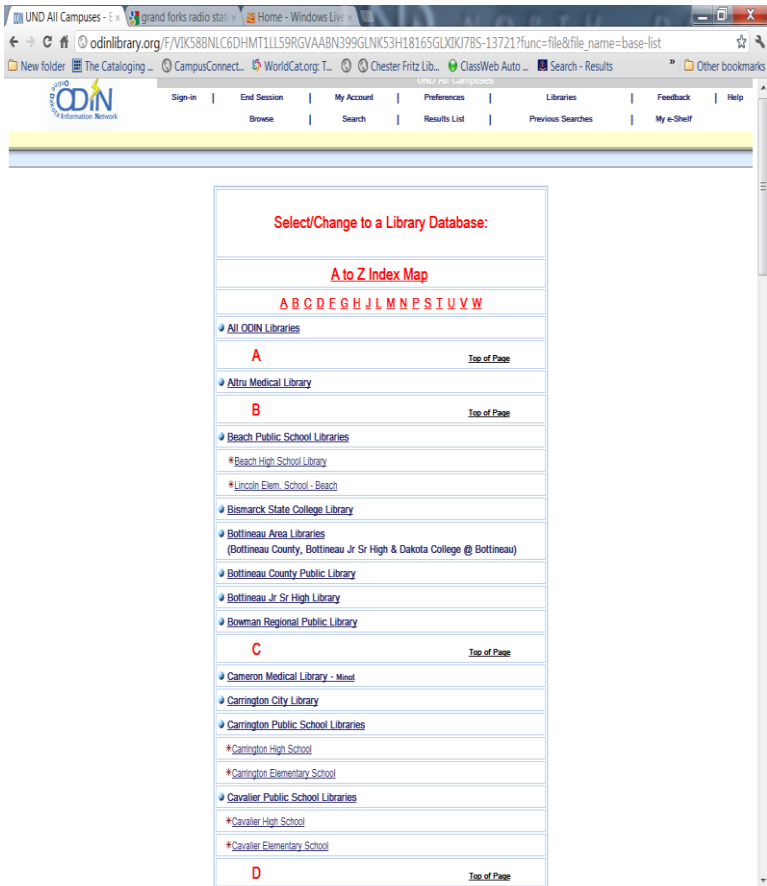 UND All Campuses - E
grand forks radio stati
Home - Windows Live
odinlibrary.org/F/VIK58BNLC6DHMT1LL59RGVAABN399GLNK53H18165GLXIKJ7BS-13721?func=file&file_name=base-list
New folder The Cataloging ... CampusConnect... WorldCat.org: T... Chester Fritz Lib... ClassWeb Auto ... Search - Results » Other bookmarks
UND All Campuses
ODIN
Information Network
Sign-in | End Session | My Account | Preferences | Libraries | Feedback | Help
Browse | Search | Results List | Previous Searches | My e-Shelf
Select/Change to a Library Database:
A to Z Index Map
A B C D F G H J L M N P S T U V W
All ODIN Libraries
A Top of Page
Altru Medical Library
B Top of Page
Beach Public School Libraries
*Beach High School Library
*Lincoln Elem. School - Beach
Bismarck State College Library
Bottineau Area Libraries
(Bottineau County, Bottineau Jr Sr High & Dakota College @ Bottineau)
Bottineau County Public Library
Bottineau Jr Sr High Library
Bowman Regional Public Library
C Top of Page
Cameron Medical Library - Minot
Carrington City Library
Carrington Public School Libraries
*Carrington High School
*Carrington Elementary School
Cavalier Public School Libraries
*Cavalier High School
*Cavalier Elementary School
D Top of Page